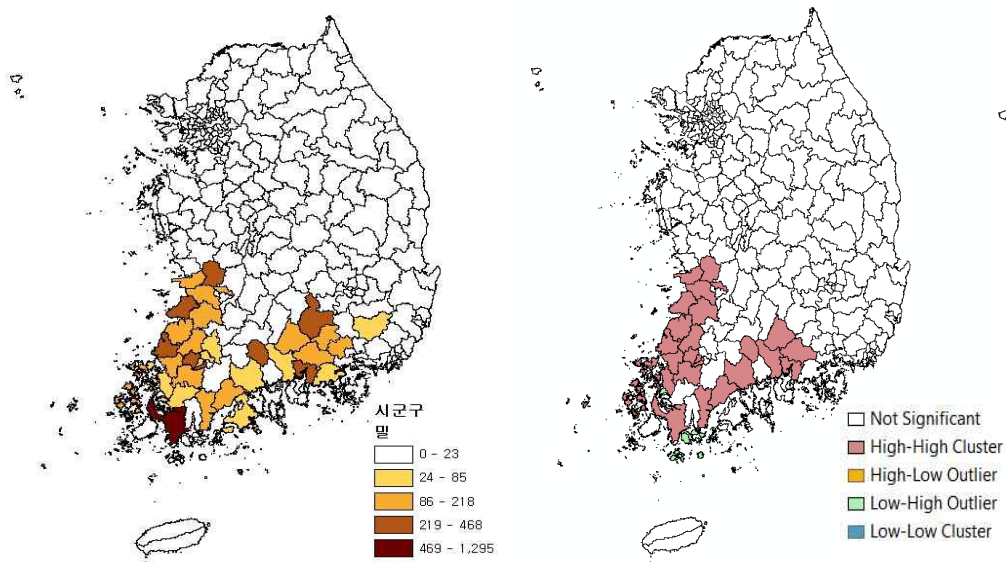 시군구
밀
0 - 23
24 - 85
86 - 218
219 - 468
469 - 1,295
Not Significant
High-High Cluster
High-Low Outlier
Low-High Outlier
Low-Low Cluster